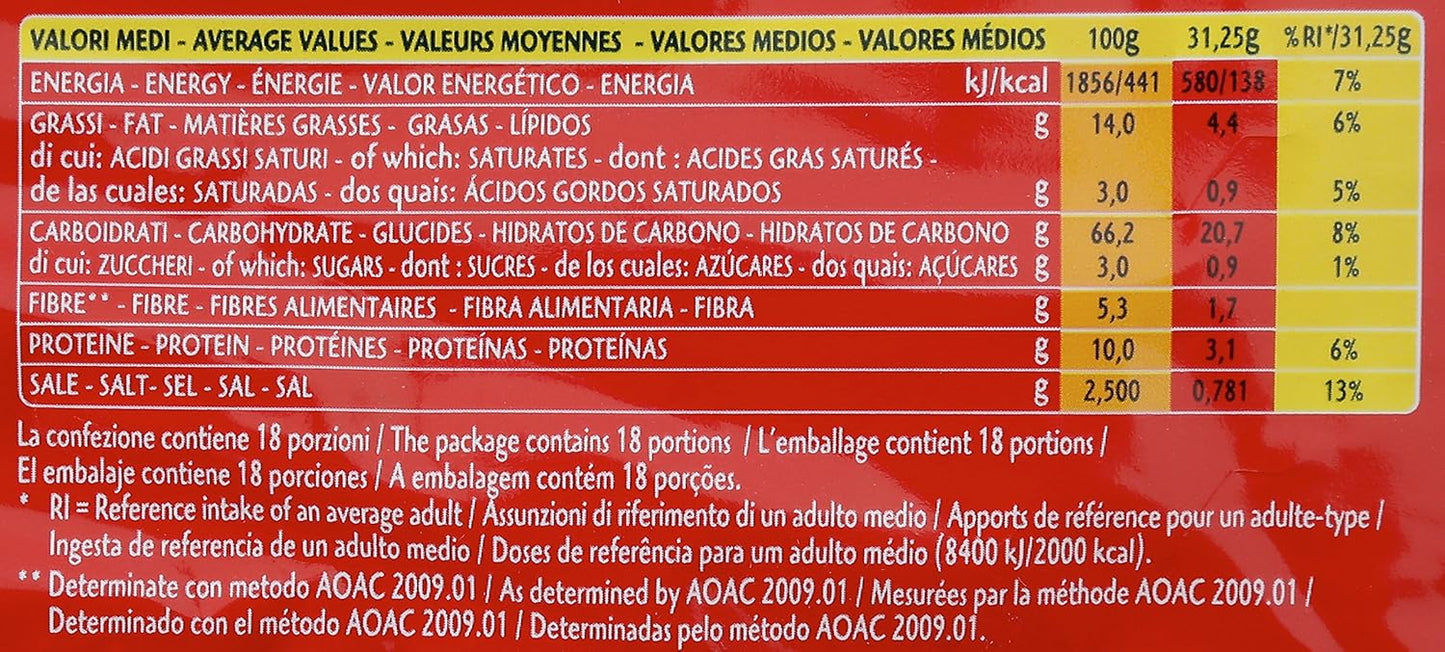 VALORI MEDI - AVERAGE VALUES - VALEURS MOYENNES - VALORES MEDIOS - VALORES MÉDIOS 100g 31,25g %RI*/31,25g
ENERGIA - ENERGY - ÉNERGIE - VALOR ENERGÉTICO - ENERGIA kJ/kcal 1856/441 580/138 7%
GRASSI - FAT - MATIÈRES GRASSES - GRASAS - LÍPIDOS g 14,0 4,4 6%
di cui: ACIDI GRASSI SATURI - of which: SATURATES - dont : ACIDES GRAS SATURÉS -
de las cuales: SATURADAS - dos quais: ÁCIDOS GORDOS SATURADOS g 3,0 0,9 5%
CARBOIDRATI - CARBOHYDRATE - GLUCIDES - HIDRATOS DE CARBONO - HIDRATOS DE CARBONO g 66,2 20,7 8%
di cui: ZUCCHERI - of which: SUGARS - dont : SUCRES - de los cuales: AZÚCARES - dos quais: AÇÚCARES g 3,0 0,9 1%
FIBRE** - FIBRE - FIBRES ALIMENTAIRES - FIBRA ALIMENTARIA - FIBRA g 5,3 1,7
PROTEINE - PROTEIN - PROTÉINES - PROTEÍNAS - PROTEÍNAS g 10,0 3,1 6%
SALE - SALT- SEL - SAL - SAL g 2,500 0,781 13%
La confezione contiene 18 porzioni / The package contains 18 portions / L'emballage contient 18 portions /
El embalaje contiene 18 porciones / A embalagem contém 18 porções.
* RI = Reference intake of an average adult / Assunzioni di riferimento di un adulto medio / Apports de référence pour un adulte-type /
Ingesta de referencia de un adulto medio / Doses de referência para um adulto médio (8400 kJ/2000 kcal).
** Determinate con metodo AOAC 2009.01 / As determined by AOAC 2009.01 / Mesurées par la méthode AOAC 2009.01 /
Determinado con el método AOAC 2009.01 / Determinadas pelo método AOAC 2009.01.